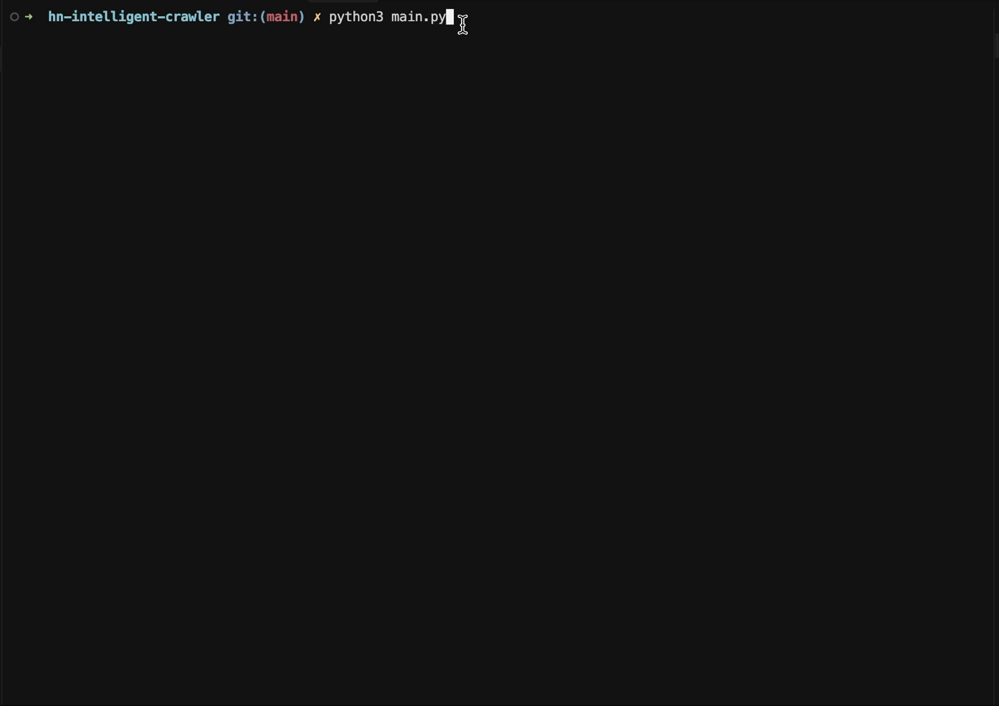 ➜  hn-intelligent-crawler git:(main) ✗ python3 main.py